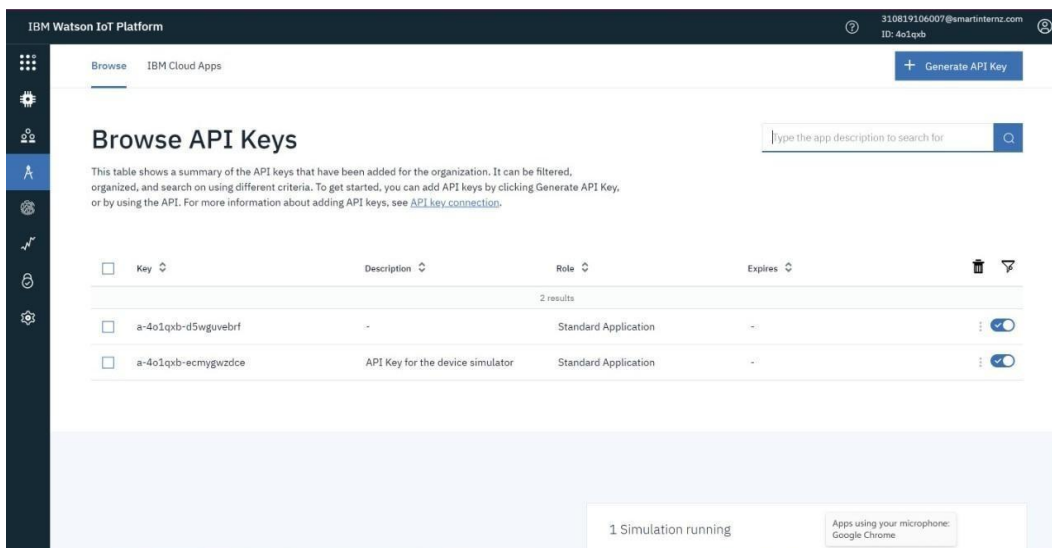 IBM Watson IoT Platform
310819106007@smartinternz.com
ID: 4o1qxb
Browse IBM Cloud Apps
+ Generate API Key
Browse API Keys
Type the app description to search for
This table shows a summary of the API keys that have been added for the organization. It can be filtered,
organized, and search on using different criteria. To get started, you can add API keys by clicking Generate API Key,
or by using the API. For more information about adding API keys, see API key connection.
Key Description Role Expires
2 results
a-4o1qxb-d5wguvebrf - Standard Application -
a-4o1qxb-ecmygwzdce API Key for the device simulator Standard Application -
1 Simulation running
Apps using your microphone:
Google Chrome